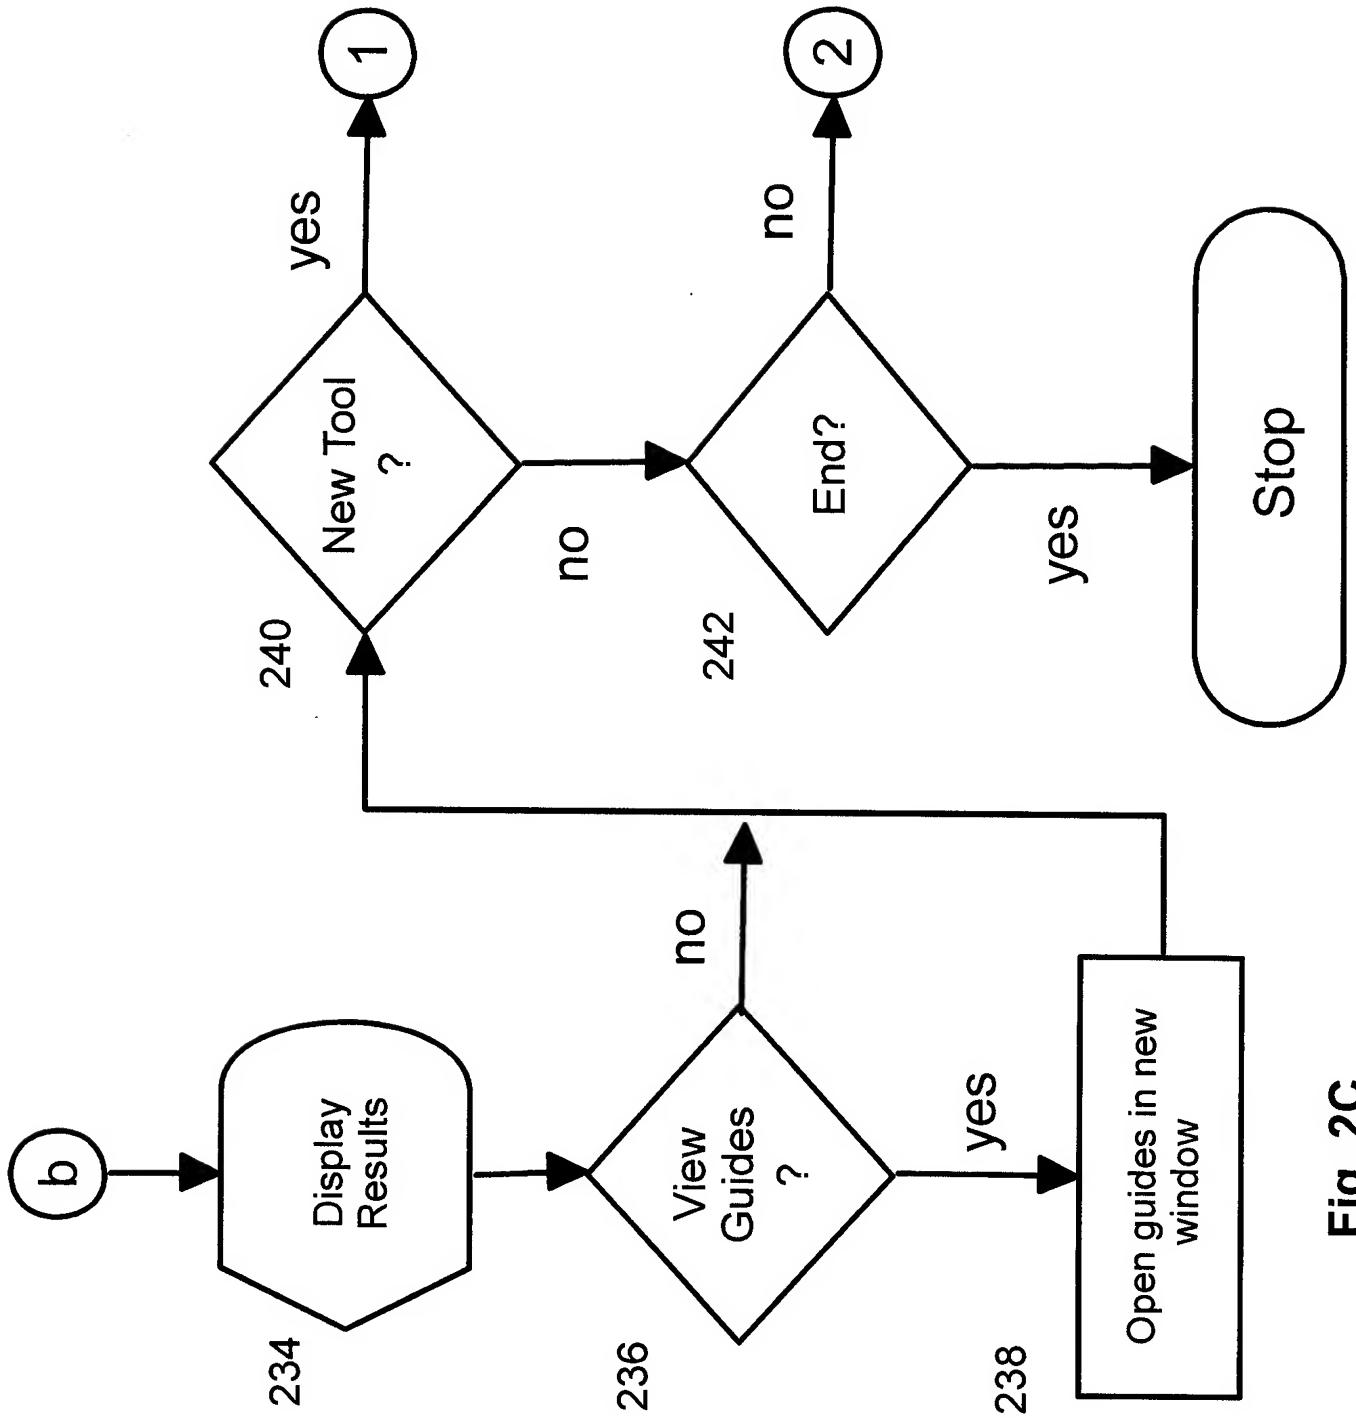 b
234
Display
Results
236
View
Guides
?
no
yes
238
Open guides in new
window
240
New Tool
?
yes
1
no
242
End?
no
2
yes
Stop
Fig. 2C